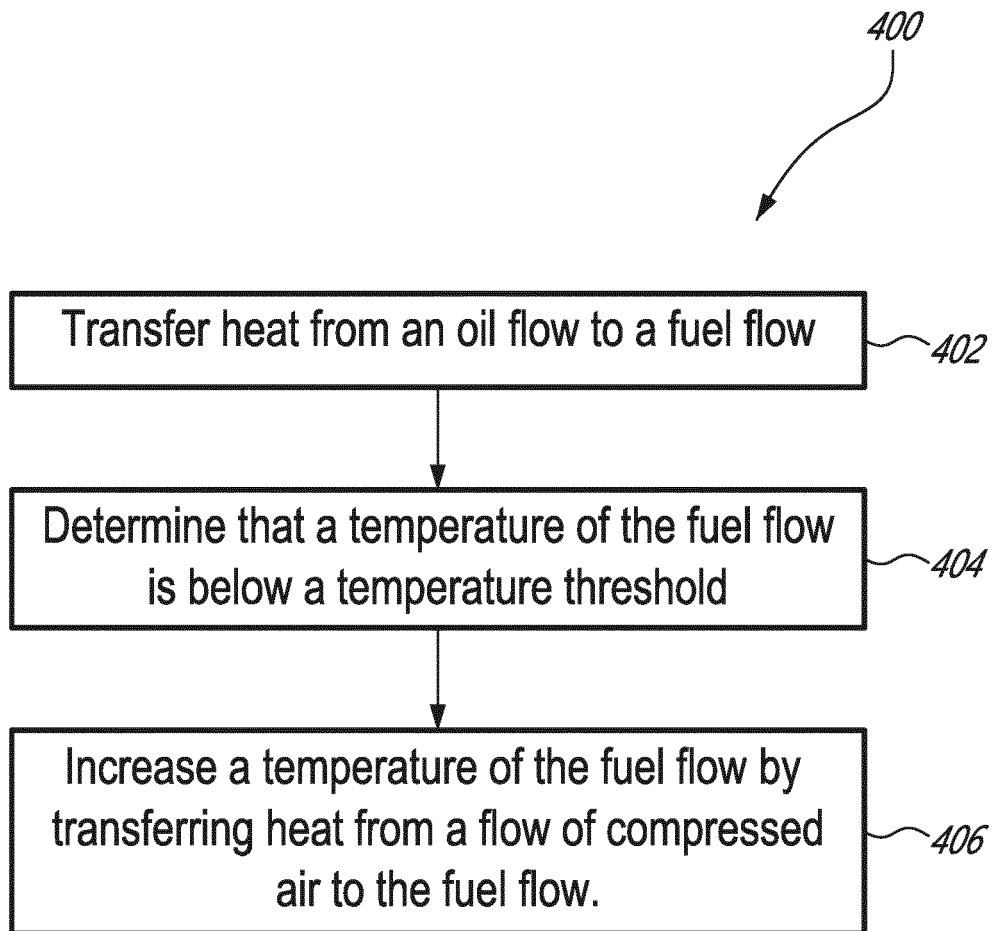 400
Transfer heat from an oil flow to a fuel flow
402
Determine that a temperature of the fuel flow
is below a temperature threshold
404
Increase a temperature of the fuel flow by
transferring heat from a flow of compressed
air to the fuel flow.
406